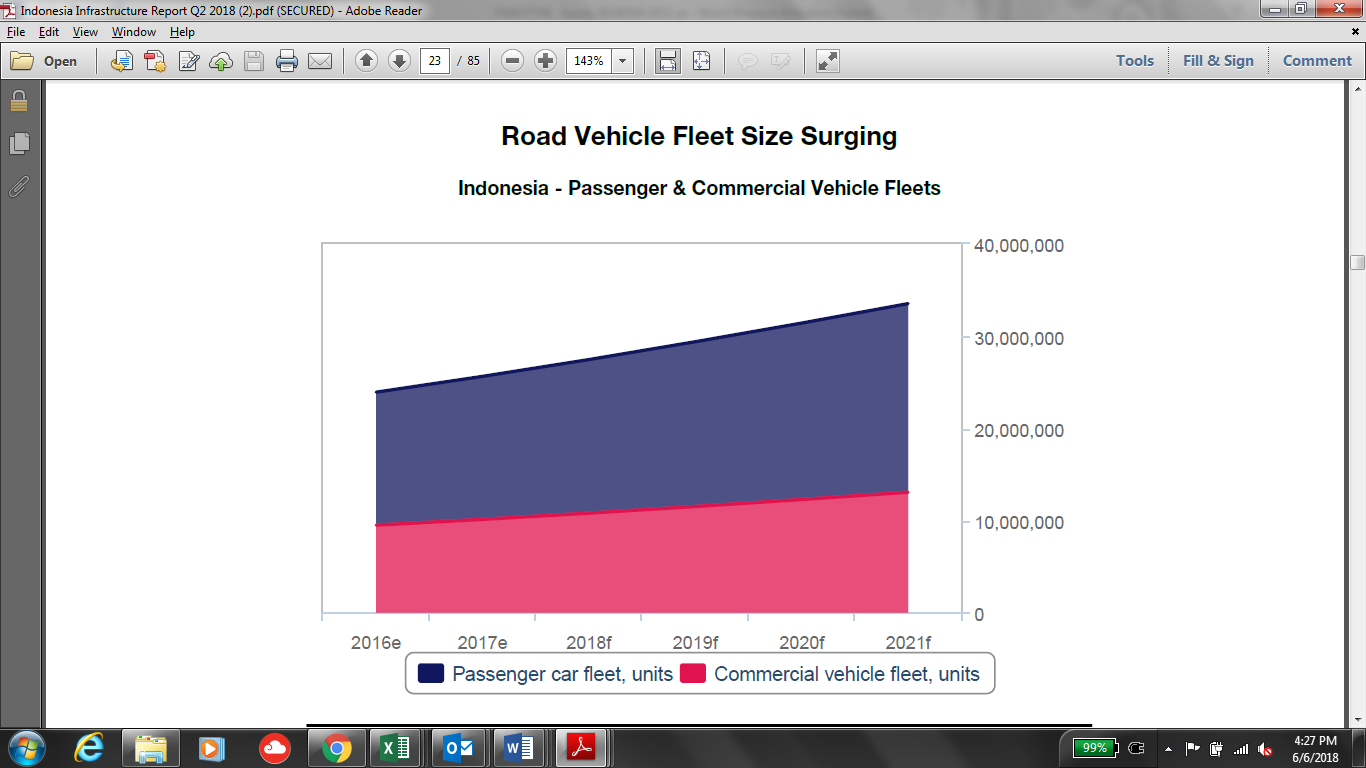 Indonesia Infrastructure Report Q2 2018 (2).pdf (SECURED) - Adobe Reader
File Edit View Window Help
Open 23 / 85 143% Tools Fill & Sign Comment
Road Vehicle Fleet Size Surging
Indonesia - Passenger & Commercial Vehicle Fleets
40,000,000
30,000,000
20,000,000
10,000,000
0
2016e 2017e 2018f 2019f 2020f 2021f
Passenger car fleet, units Commercial vehicle fleet, units
99% 4:27 PM
6/6/2018